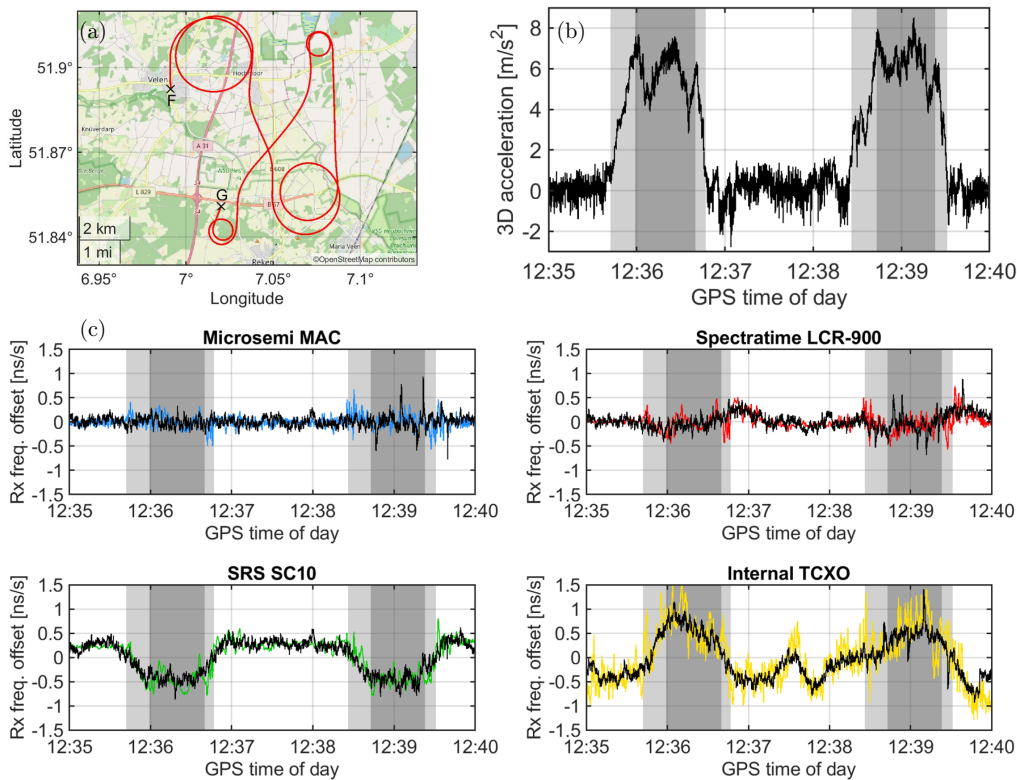 (a)
51.9°
51.87°
51.84°
Latitude
Velen
F
Hochmoor
Knüverdarp
A 31
L 829
G
B 67
Reken
Maria Veen
2 km
1 mi
©OpenStreetMap contributors
6.95° 7° 7.05° 7.1°
Longitude
(b)
3D acceleration [m/s²]
8
6
4
2
0
-2
12:35 12:36 12:37 12:38 12:39 12:40
GPS time of day
(c)
Microsemi MAC
Rx freq. offset [ns/s]
1.5
1
0.5
0
-0.5
-1
-1.5
12:35 12:36 12:37 12:38 12:39 12:40
GPS time of day
Spectratime LCR-900
Rx freq. offset [ns/s]
1.5
1
0.5
0
-0.5
-1
-1.5
12:35 12:36 12:37 12:38 12:39 12:40
GPS time of day
SRS SC10
Rx freq. offset [ns/s]
1.5
1
0.5
0
-0.5
-1
-1.5
12:35 12:36 12:37 12:38 12:39 12:40
GPS time of day
Internal TCXO
Rx freq. offset [ns/s]
1.5
1
0.5
0
-0.5
-1
-1.5
12:35 12:36 12:37 12:38 12:39 12:40
GPS time of day